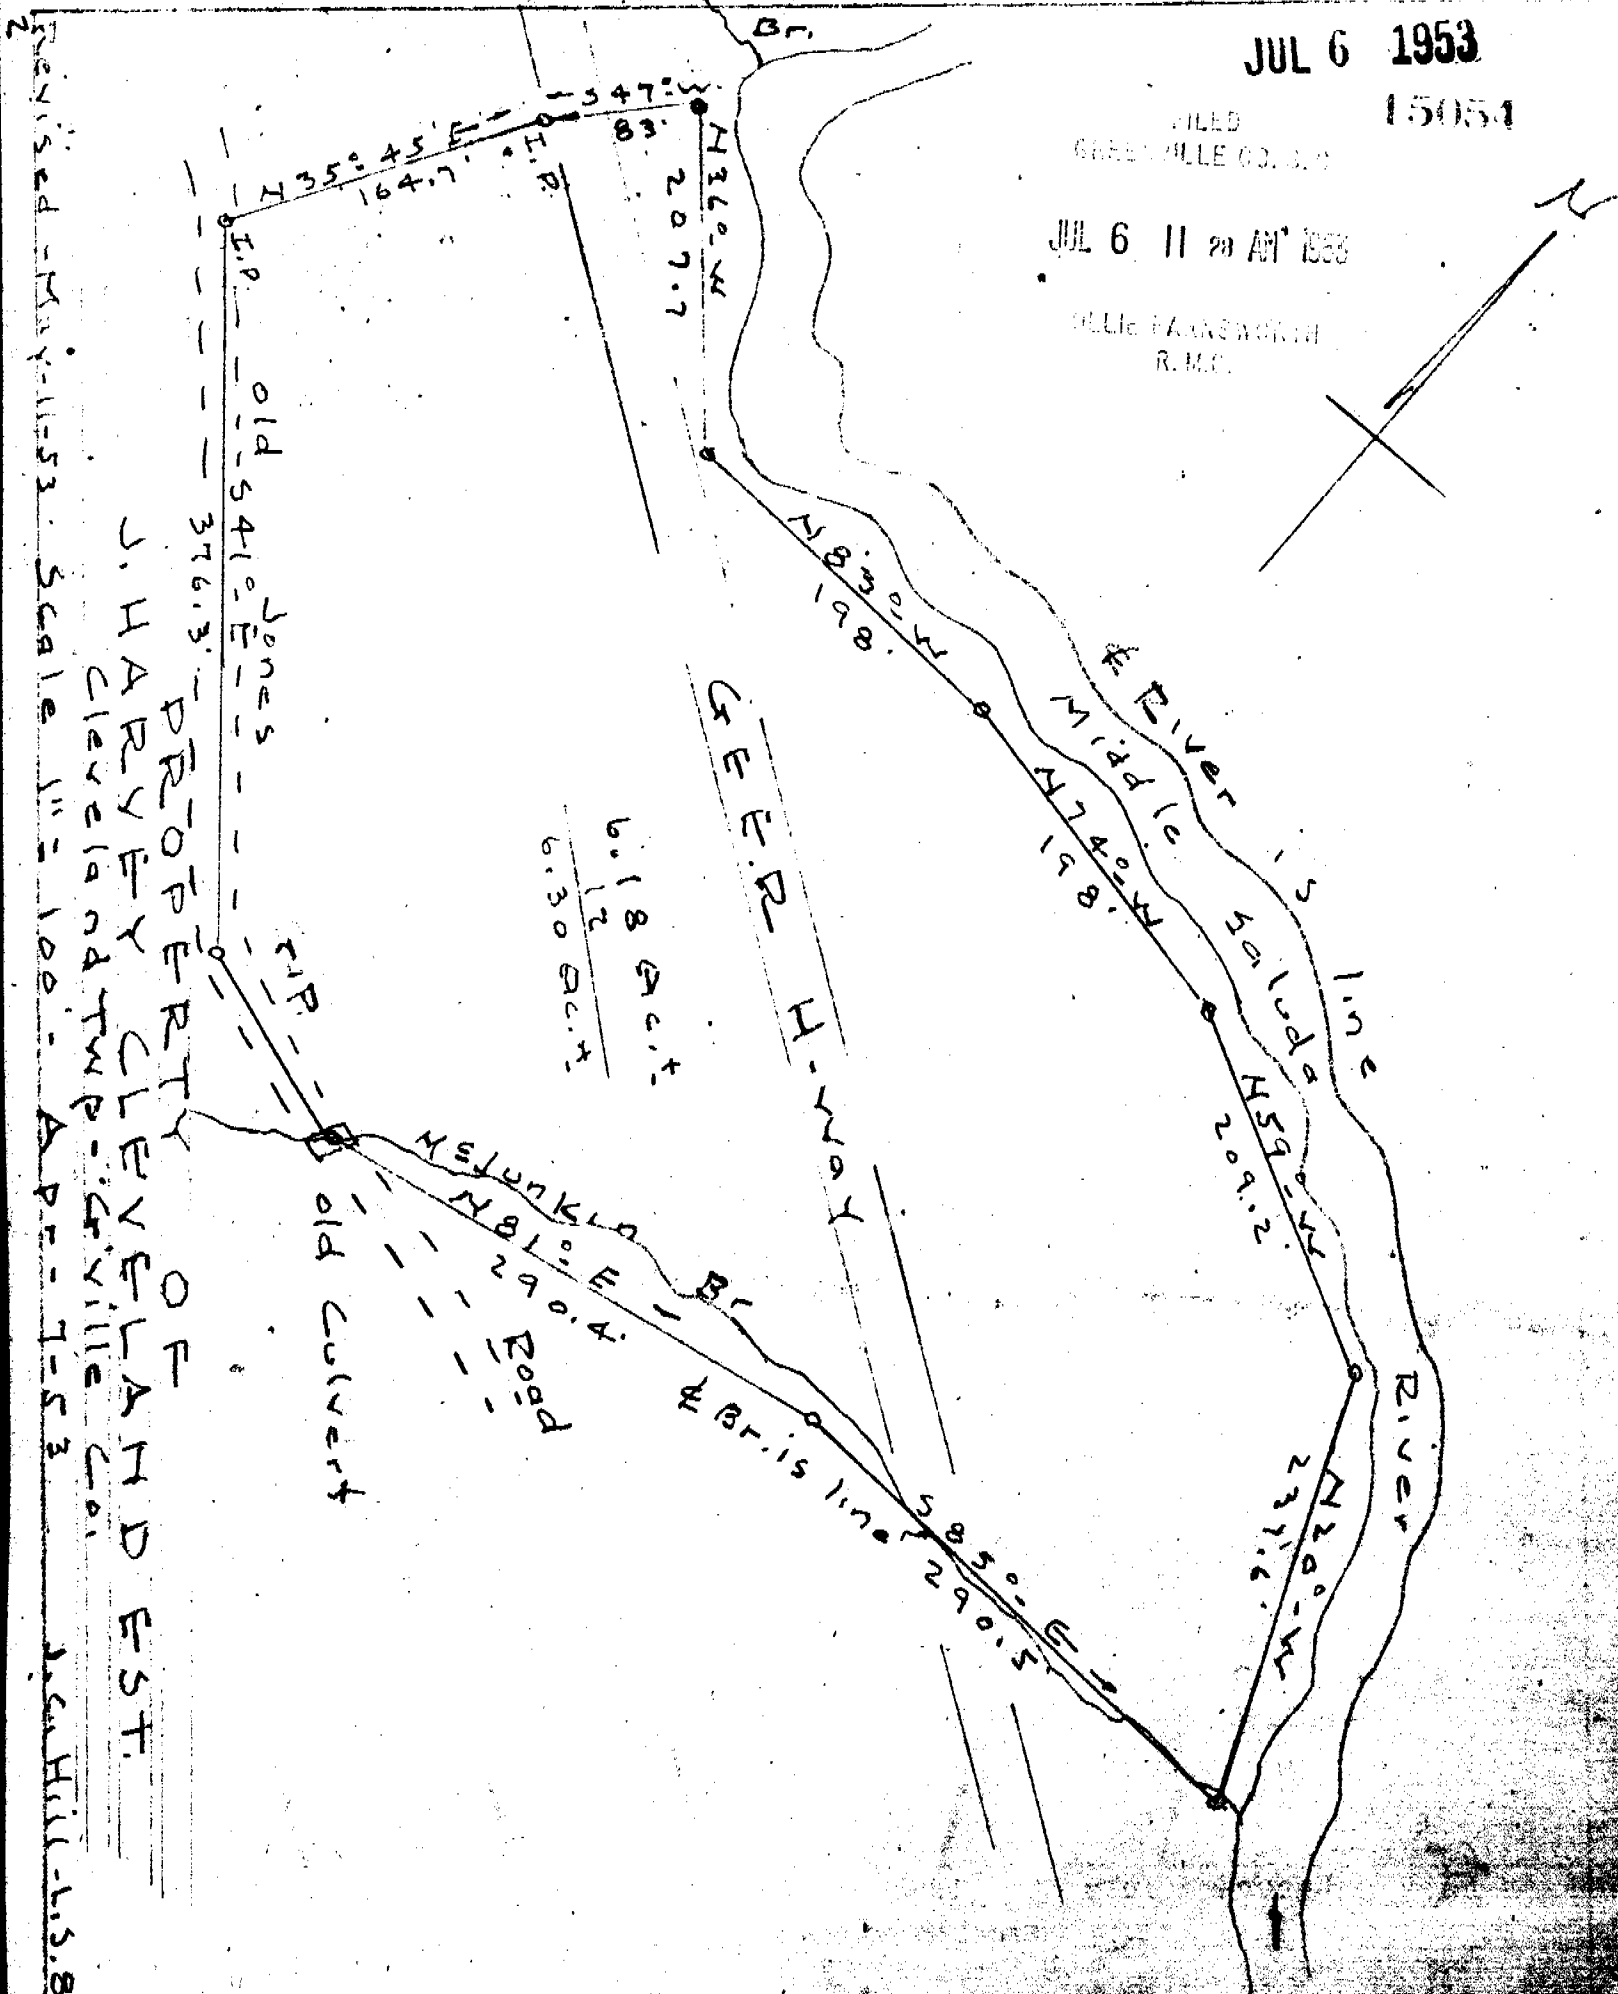 JUL 6 1953
15054
FILED
GREENVILLE CO. S.C.
JUL 6 11 20 AM 1953
OLLIE FARNSWORTH
R.M.C.
N
Br.
S 47°-W.
83.
N 36°-W
207.7
N 35°-45'E
164.7'
I.P.
I.P.
old Jones
S 41°-E
376.3'
N 83°-W
198.
N 74°-W
198.
N 59-W
209.2.
N 20°-W
237.6.
℄ River is line
Middle Saluda River
GEER H-way
6.18 ac.±
12
6.30 ac.±
old culvert
Road
N 81°-E
290.4.
Br
℄ Br. is line
S 85°-E
290.5
PROPERTY OF
J. HARVEY CLEVELAND EST.
Cleveland Twp-G'ville Co.
Revised-May-11-53. Scale 1"=100'- Apr-7-53
Hill-L.S.